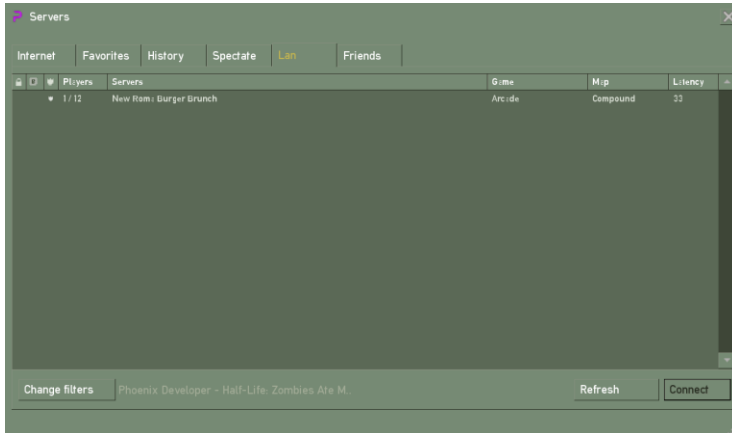 Servers
Internet Favorites History Spectate Lan Friends
Players Servers Game Map Latency
1/12 New Rome Burger Brunch Arcade Compound 33
Change filters Phoenix Developer - Half-Life: Zombies Ate M.. Refresh Connect